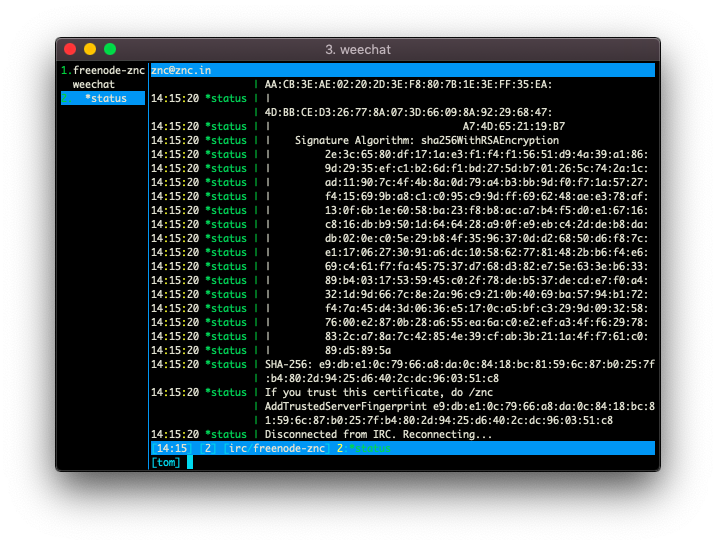 3. weechat
1.freenode-znc
weechat
*status
znc@znc.in
| AA:CB:3E:AE:02:20:2D:3E:F8:80:7B:1E:3E:FF:35:EA:
14:15:20 *status | |
| 4D:BB:CE:D3:26:77:8A:07:3D:66:09:8A:92:29:68:47:
14:15:20 *status | | A7:4D:65:21:19:B7
14:15:20 *status | | Signature Algorithm: sha256WithRSAEncryption
14:15:20 *status | | 2e:3c:65:80:df:17:1a:e3:f1:f4:f1:56:51:d9:4a:39:a1:86:
14:15:20 *status | | 9d:29:35:ef:c1:b2:6d:f1:bd:27:5d:b7:01:26:5c:74:2a:1c:
14:15:20 *status | | ad:11:90:7c:4f:4b:8a:0d:79:a4:b3:bb:9d:f0:f7:1a:57:27:
14:15:20 *status | | f4:15:69:9b:a8:c1:c0:95:c9:9d:ff:69:62:48:ae:e3:78:af:
14:15:20 *status | | 13:0f:6b:1e:60:58:ba:23:f8:b8:ac:a7:b4:f5:d0:e1:67:16:
14:15:20 *status | | c8:16:db:b9:50:1d:64:64:28:a9:0f:e9:eb:c4:2d:de:b8:da:
14:15:20 *status | | db:02:0e:c0:5e:29:b8:4f:35:96:37:0d:d2:68:50:d6:f8:7c:
14:15:20 *status | | e1:17:06:27:30:91:a6:dc:10:58:62:77:81:48:2b:b6:f4:e6:
14:15:20 *status | | 69:c4:61:f7:fa:45:75:37:d7:68:d3:82:e7:5e:63:3e:b6:33:
14:15:20 *status | | 89:b4:03:17:53:59:45:c0:2f:78:de:b5:37:de:cd:e7:f0:a4:
14:15:20 *status | | 32:1d:9d:66:7c:8e:2a:96:c9:21:0b:40:69:ba:57:94:b1:72:
14:15:20 *status | | f4:7a:45:d4:3d:06:36:e5:17:0c:a5:bf:c3:29:9d:09:32:58:
14:15:20 *status | | 76:00:e2:87:0b:28:a6:55:ea:6a:c0:e2:ef:a3:4f:f6:29:78:
14:15:20 *status | | 83:2c:a7:8a:7c:42:85:4e:39:cf:ab:3b:21:1a:4f:f7:61:c0:
14:15:20 *status | | 89:d5:89:5a
14:15:20 *status | SHA-256: e9:db:e1:0c:79:66:a8:da:0c:84:18:bc:81:59:6c:87:b0:25:7f
| :b4:80:2d:94:25:d6:40:2c:dc:96:03:51:c8
14:15:20 *status | If you trust this certificate, do /znc
| AddTrustedServerFingerprint e9:db:e1:0c:79:66:a8:da:0c:84:18:bc:8
| 1:59:6c:87:b0:25:7f:b4:80:2d:94:25:d6:40:2c:dc:96:03:51:c8
14:15:20 *status | Disconnected from IRC. Reconnecting...
[14:15] [2] [irc/freenode-znc] 2:*status
[tom]